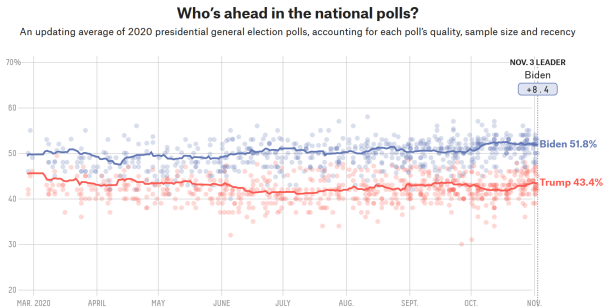 Who's ahead in the national polls?
An updating average of 2020 presidential general election polls, accounting for each poll's quality, sample size and recency
70%
NOV. 3 LEADER
Biden
+8.4
60
50
Biden 51.8%
Trump 43.4%
40
30
20
MAR. 2020 APRIL MAY JUNE JULY AUG. SEPT. OCT. NOV.